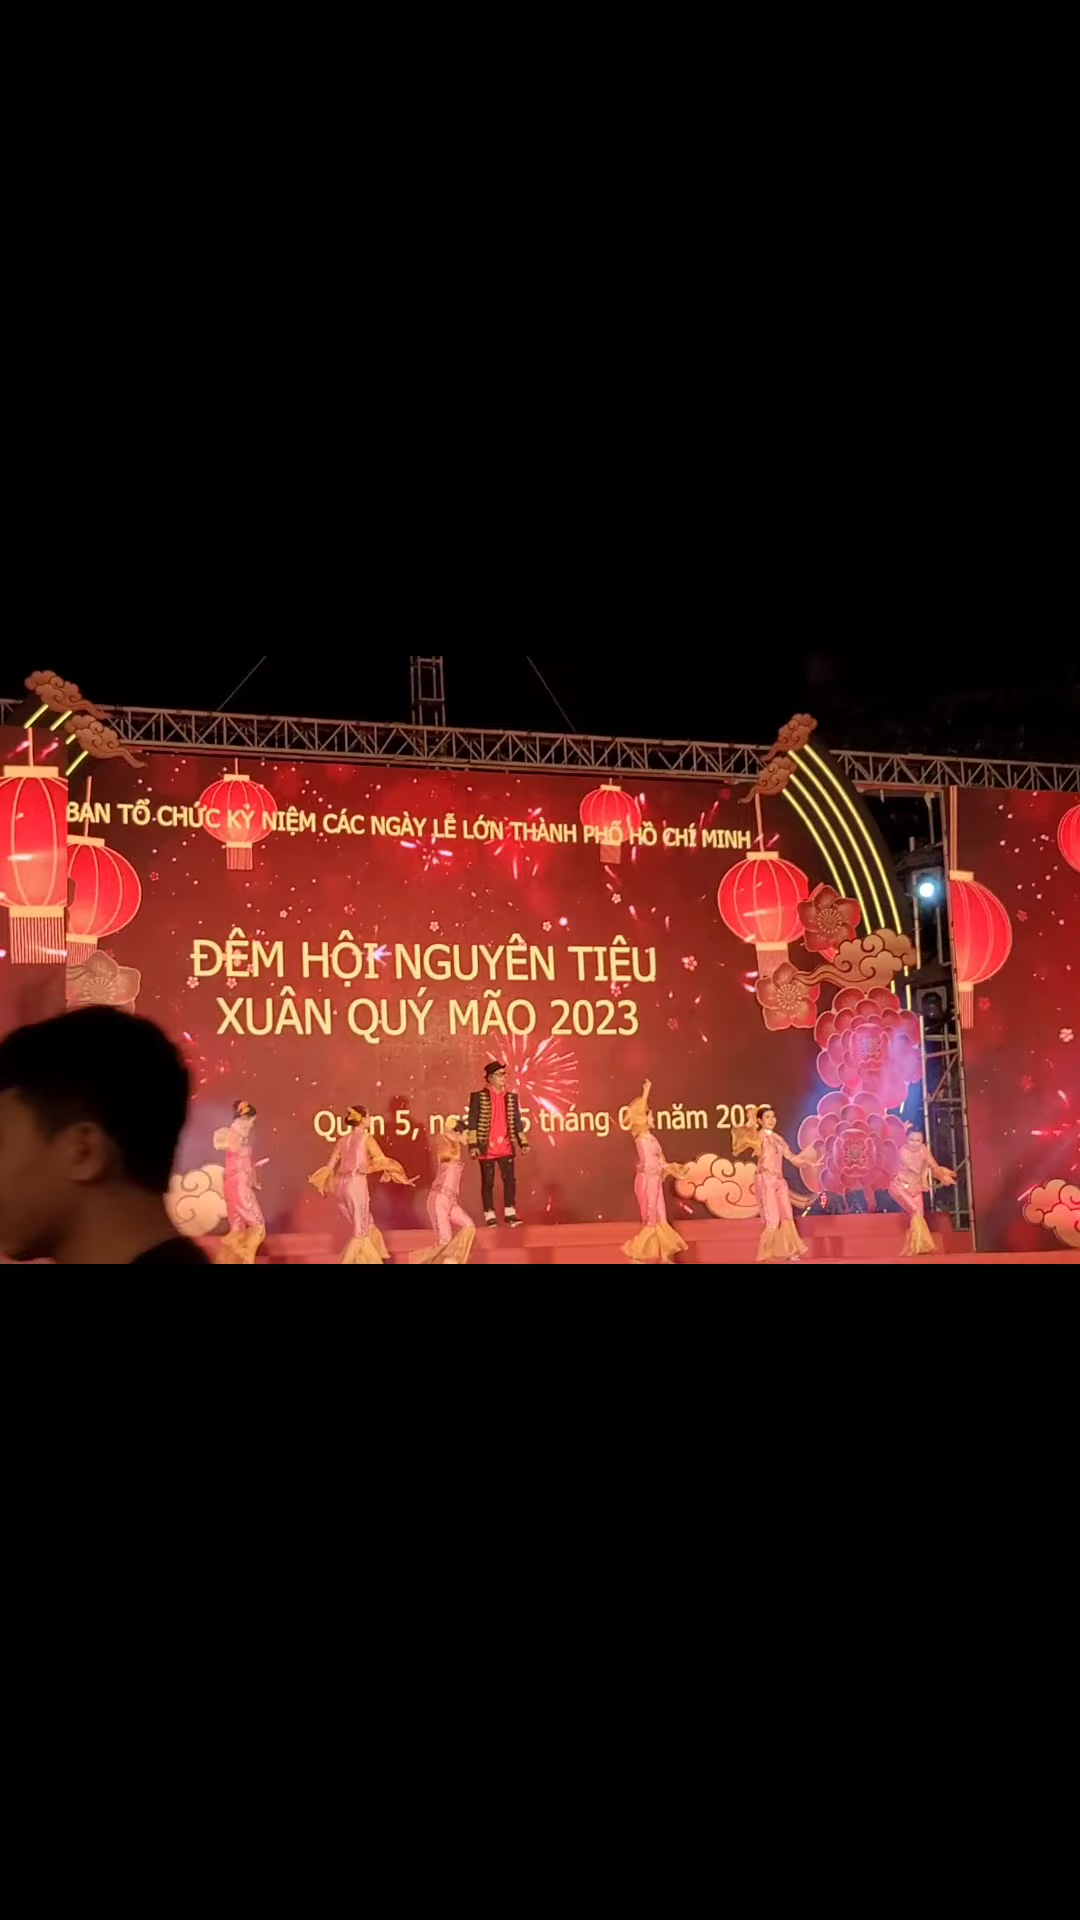 BAN TỔ CHỨC KỶ NIỆM CÁC NGÀY LỄ LỚN THÀNH PHỐ HỒ CHÍ MINH
ĐÊM HỘI NGUYÊN TIÊU
XUÂN QUÝ MÃO 2023
5, tháng năm